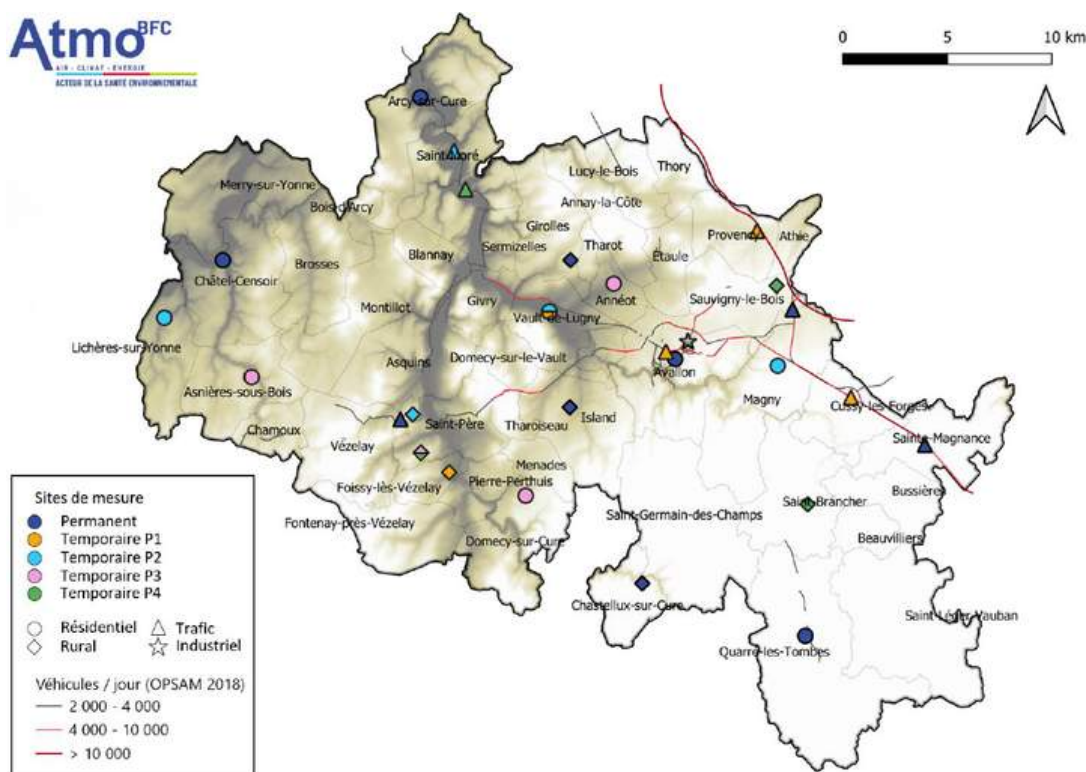 Atmo BFC
AIR - CLIMAT - ÉNERGIE
ACTEUR DE LA SANTÉ ENVIRONNEMENTALE
0 5 10 km
Arcy-sur-Cure
Saint-Moré
Lucy-le-Bois
Thory
Merry-sur-Yonne
Bois-d'Arcy
Annay-la-Côte
Girolles
Provency
Athie
Sermizelles
Tharot
Blannay
Étaule
Brosses
Châtel-Censoir
Annéot
Sauvigny-le-Bois
Givry
Montillot
Vault-de-Lugny
Lichères-sur-Yonne
Asquins
Domecy-sur-le-Vault
Avallon
Asnières-sous-Bois
Magny
Cussy-les-Forges
Chamoux
Saint-Père
Tharoiseau
Island
Vézelay
Sainte-Magnance
Menades
Foissy-lès-Vézelay
Pierre-Perthuis
Bussières
Saint-Brancher
Saint-Germain-des-Champs
Fontenay-près-Vézelay
Domecy-sur-Cure
Beauvilliers
Chastellux-sur-Cure
Saint-Léger-Vauban
Quarré-les-Tombes
Sites de mesure
Permanent
Temporaire P1
Temporaire P2
Temporaire P3
Temporaire P4
Résidentiel
Trafic
Rural
Industriel
Véhicules / jour (OPSAM 2018)
2 000 - 4 000
4 000 - 10 000
> 10 000